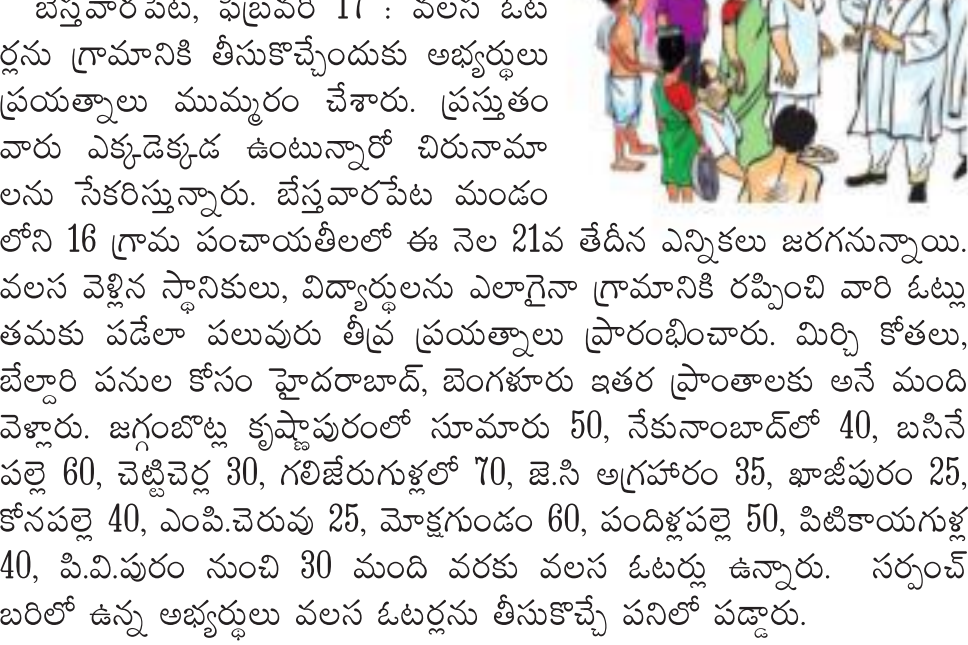 బేస్తవారపేట, ఫిబ్రవరి 17 : వలస ఓట
ర్లను గ్రామానికి తీసుకొచ్చేందుకు అభ్యర్థులు
ప్రయత్నాలు ముమ్మరం చేశారు. ప్రస్తుతం
వారు ఎక్కడెక్కడ ఉంటున్నారో చిరునామా
లను సేకరిస్తున్నారు. బేస్తవారపేట మండం
లోని 16 గ్రామ పంచాయతీలలో ఈ నెల 21వ తేదీన ఎన్నికలు జరగనున్నాయి.
వలస వెళ్లిన స్థానికులు, విద్యార్థులను ఎలాగైనా గ్రామానికి రప్పించి వారి ఓట్లు
తమకు పడేలా పలువురు తీవ్ర ప్రయత్నాలు ప్రారంభించారు. మిర్చి కోతలు,
బేల్దారి పనుల కోసం హైదరాబాద్, బెంగళూరు ఇతర ప్రాంతాలకు అనే మంది
వెళ్లారు. జగ్గంబొట్ల కృష్ణాపురంలో సూమారు 50, నేకునాంబాద్‌లో 40, బసినే
పల్లె 60, చెట్టిచెర్ల 30, గలిజేరుగుళ్లలో 70, జె.సి అగ్రహారం 35, ఖాజీపురం 25,
కోనపల్లె 40, ఎంపి.చెరువు 25, మోక్షగుండం 60, పందిళ్లపల్లె 50, పిటికాయగుళ్ల
40, పి.వి.పురం నుంచి 30 మంది వరకు వలస ఓటర్లు ఉన్నారు. సర్పంచ్
బరిలో ఉన్న అభ్యర్థులు వలస ఓటర్లను తీసుకొచ్చే పనిలో పడ్డారు.